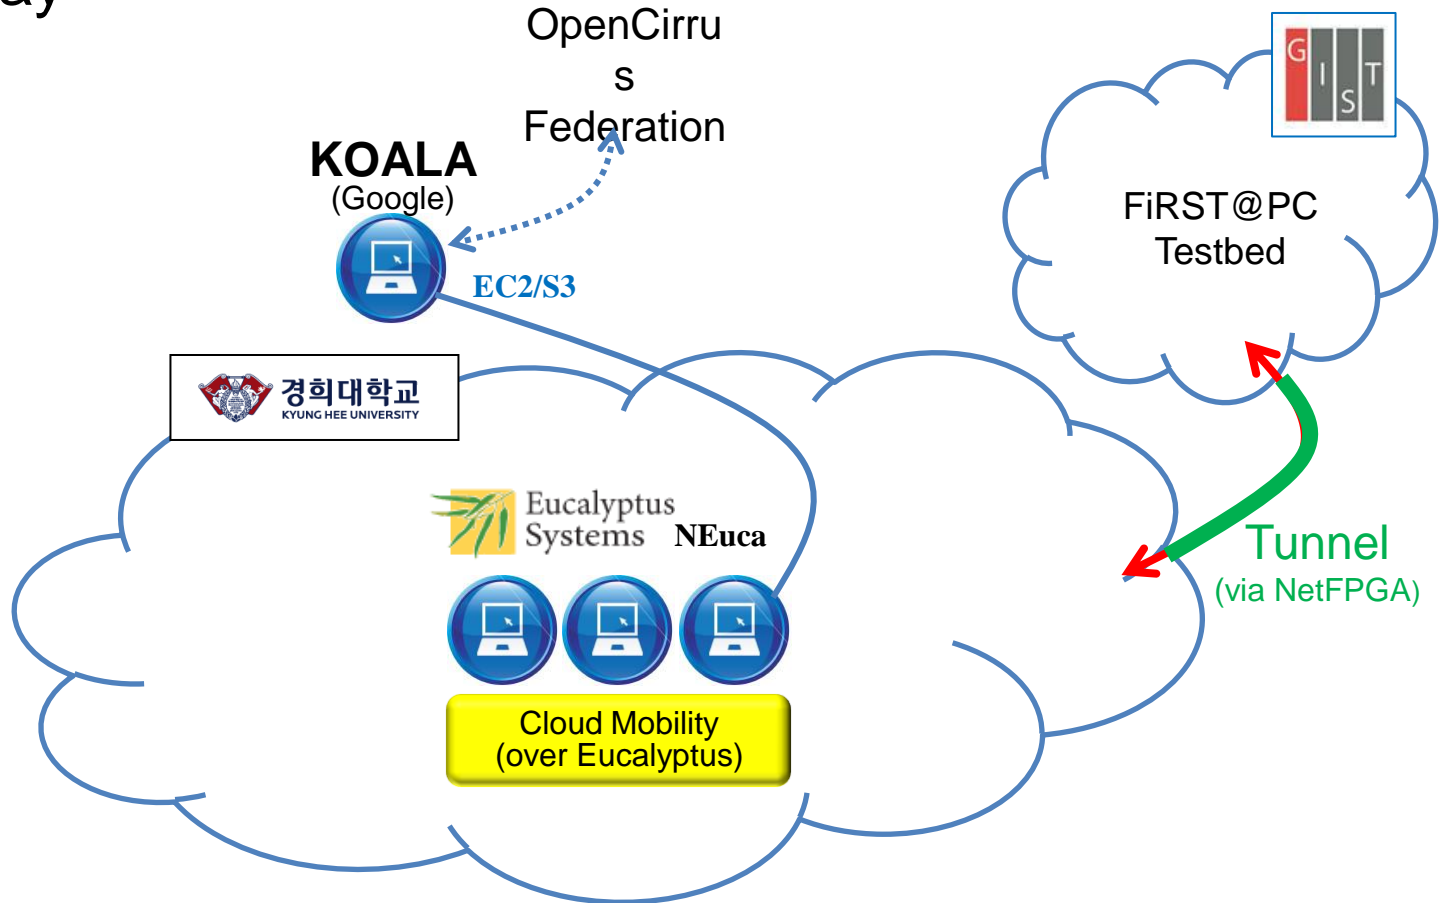 OpenCirru
s
Federation
KOALA
(Google)
EC2/S3
GIST
FiRST@PC
Testbed
경희대학교
KYUNG HEE UNIVERSITY
Eucalyptus
Systems NEuca
Tunnel
(via NetFPGA)
Cloud Mobility
(over Eucalyptus)